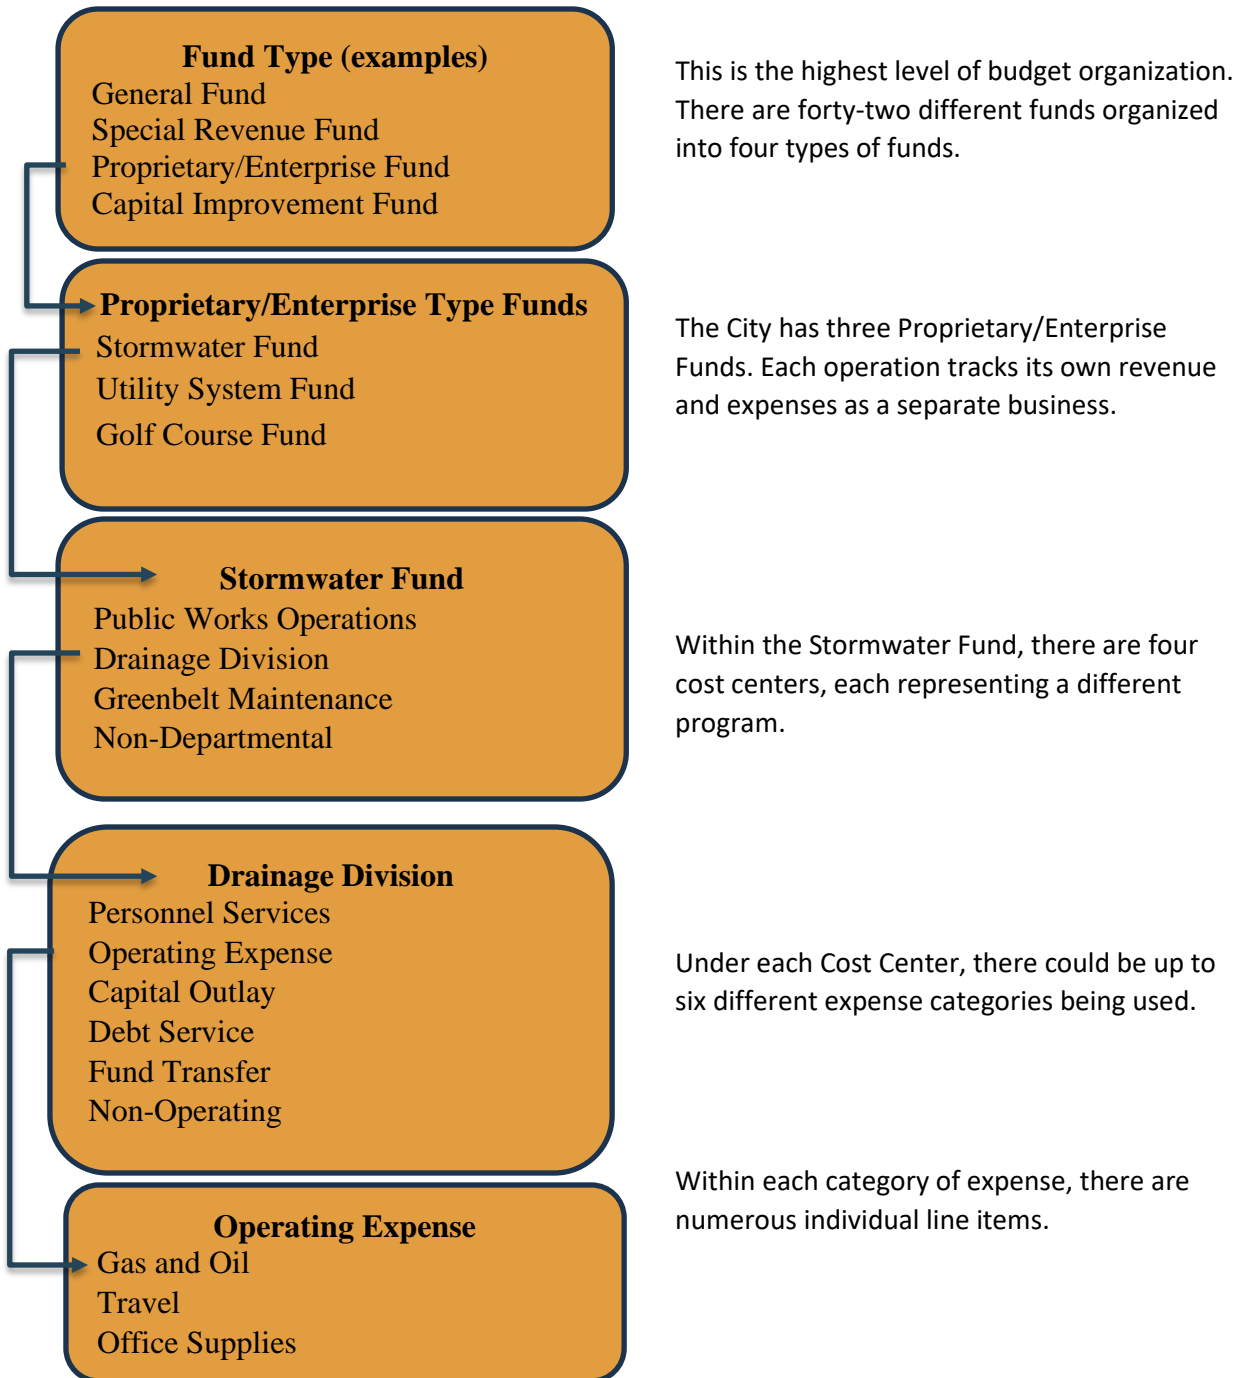 Fund Type (examples)
General Fund
Special Revenue Fund
Proprietary/Enterprise Fund
Capital Improvement Fund
This is the highest level of budget organization.
There are forty-two different funds organized
into four types of funds.
Proprietary/Enterprise Type Funds
Stormwater Fund
Utility System Fund
Golf Course Fund
The City has three Proprietary/Enterprise
Funds. Each operation tracks its own revenue
and expenses as a separate business.
Stormwater Fund
Public Works Operations
Drainage Division
Greenbelt Maintenance
Non-Departmental
Within the Stormwater Fund, there are four
cost centers, each representing a different
program.
Drainage Division
Personnel Services
Operating Expense
Capital Outlay
Debt Service
Fund Transfer
Non-Operating
Under each Cost Center, there could be up to
six different expense categories being used.
Operating Expense
Gas and Oil
Travel
Office Supplies
Within each category of expense, there are
numerous individual line items.